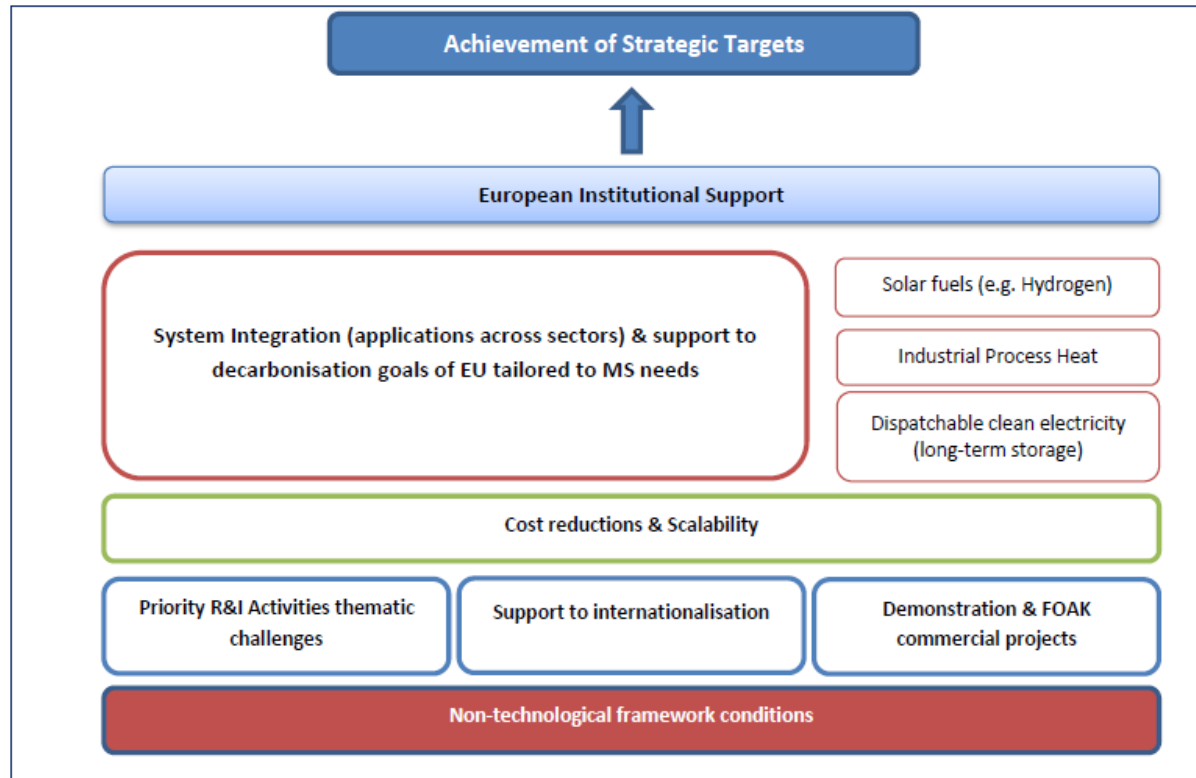 Achievement of Strategic Targets
European Institutional Support
System Integration (applications across sectors) & support to
decarbonisation goals of EU tailored to MS needs
Solar fuels (e.g. Hydrogen)
Industrial Process Heat
Dispatchable clean electricity
(long-term storage)
Cost reductions & Scalability
Priority R&I Activities thematic
challenges
Support to internationalisation
Demonstration & FOAK
commercial projects
Non-technological framework conditions